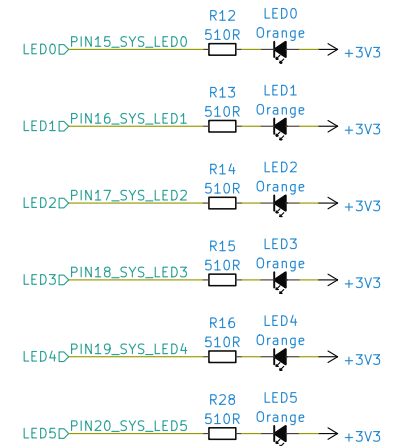 R12 LED0
510R Orange
LED0 PIN15_SYS_LED0 +3V3
R13 LED1
510R Orange
LED1 PIN16_SYS_LED1 +3V3
R14 LED2
510R Orange
LED2 PIN17_SYS_LED2 +3V3
R15 LED3
510R Orange
LED3 PIN18_SYS_LED3 +3V3
R16 LED4
510R Orange
LED4 PIN19_SYS_LED4 +3V3
R28 LED5
510R Orange
LED5 PIN20_SYS_LED5 +3V3